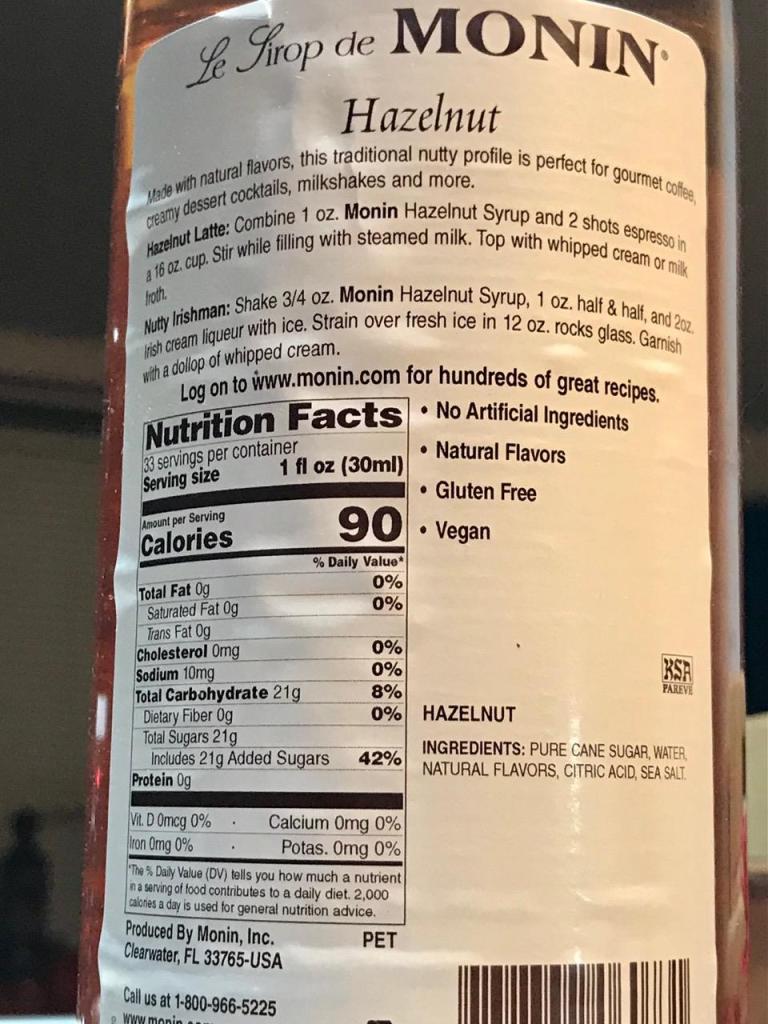 Le Sirop de MONIN®
Hazelnut
Made with natural flavors, this traditional nutty profile is perfect for gourmet coffee,
creamy dessert cocktails, milkshakes and more.
Hazelnut Latte: Combine 1 oz. Monin Hazelnut Syrup and 2 shots espresso in
a 16 oz. cup. Stir while filling with steamed milk. Top with whipped cream or milk
froth.
Nutty Irishman: Shake 3/4 oz. Monin Hazelnut Syrup, 1 oz. half & half, and 2oz.
Irish cream liqueur with ice. Strain over fresh ice in 12 oz. rocks glass. Garnish
with a dollop of whipped cream.
Log on to www.monin.com for hundreds of great recipes.
Nutrition Facts
33 servings per container
Serving size 1 fl oz (30ml)
Amount per Serving
Calories 90
% Daily Value*
Total Fat 0g 0%
Saturated Fat 0g 0%
Trans Fat 0g
Cholesterol 0mg 0%
Sodium 10mg 0%
Total Carbohydrate 21g 8%
Dietary Fiber 0g 0%
Total Sugars 21g
Includes 21g Added Sugars 42%
Protein 0g
Vit. D 0mcg 0% · Calcium 0mg 0%
Iron 0mg 0% · Potas. 0mg 0%
*The % Daily Value (DV) tells you how much a nutrient
in a serving of food contributes to a daily diet. 2,000
calories a day is used for general nutrition advice.
• No Artificial Ingredients
• Natural Flavors
• Gluten Free
• Vegan
KSA
PAREVE
HAZELNUT
INGREDIENTS: PURE CANE SUGAR, WATER,
NATURAL FLAVORS, CITRIC ACID, SEA SALT.
Produced By Monin, Inc.
Clearwater, FL 33765-USA
PET
Call us at 1-800-966-5225